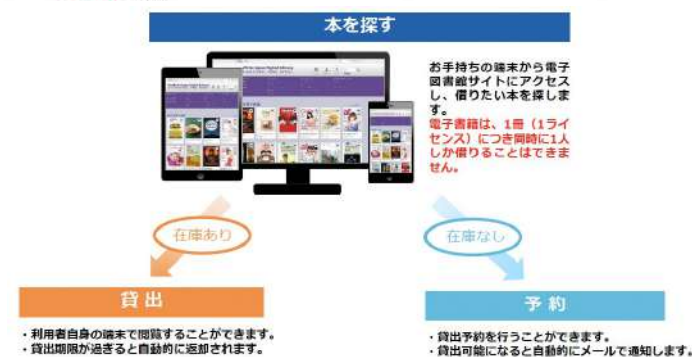 本を探す
お手持ちの端末から電子
図書館サイトにアクセス
し、借りたい本を探しま
す。
電子書籍は、1冊（1ライ
センス）につき同時に1人
しか借りることはできま
せん。
在庫あり
在庫なし
貸出
予約
・利用者自身の端末で閲覧することができます。
・貸出期限が過ぎると自動的に返却されます。
・貸出予約を行うことができます。
・貸出可能になると自動的にメールで通知します。